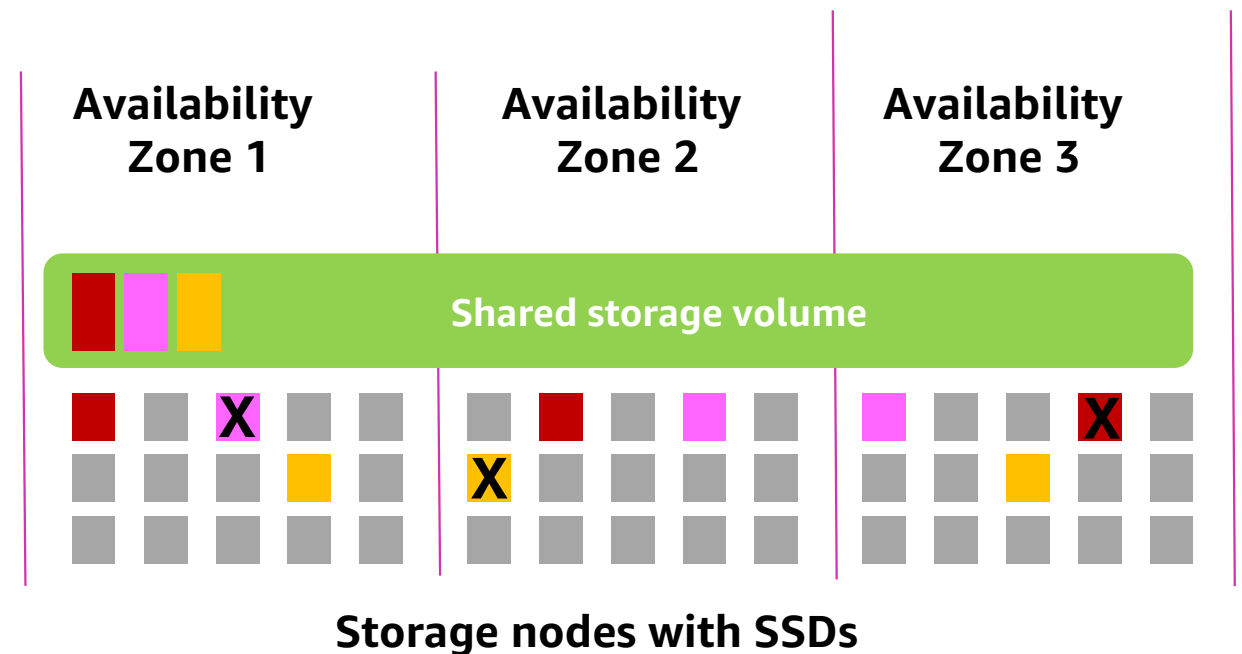 Availability
Zone 1
Availability
Zone 2
Availability
Zone 3
Shared storage volume
X
X
X
Storage nodes with SSDs